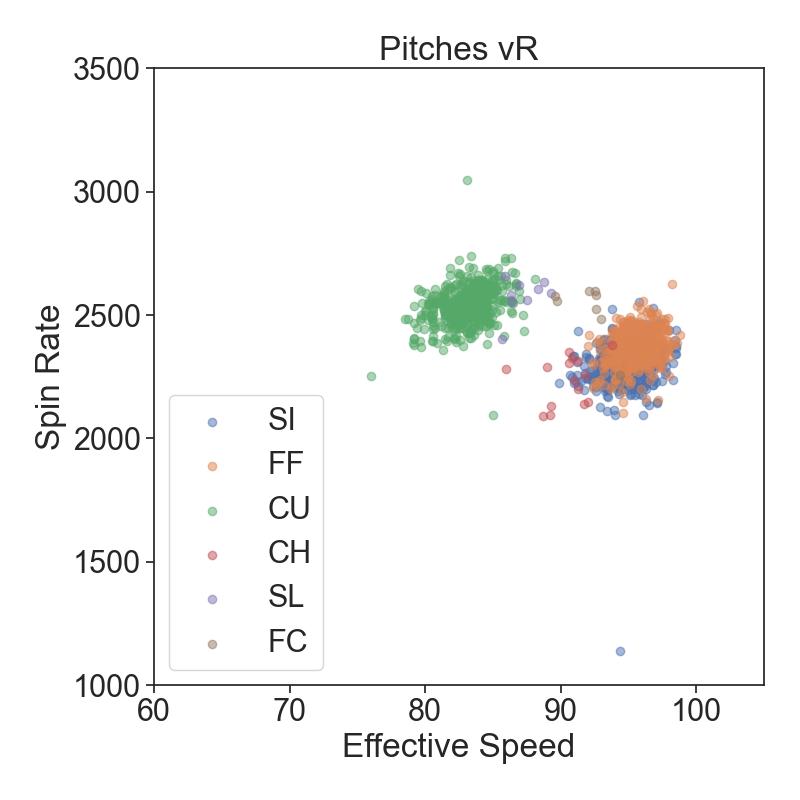 Pitches vR
3500
3000
2500
2000
1500
1000
Spin Rate
SI
FF
CU
CH
SL
FC
60 70 80 90 100
Effective Speed